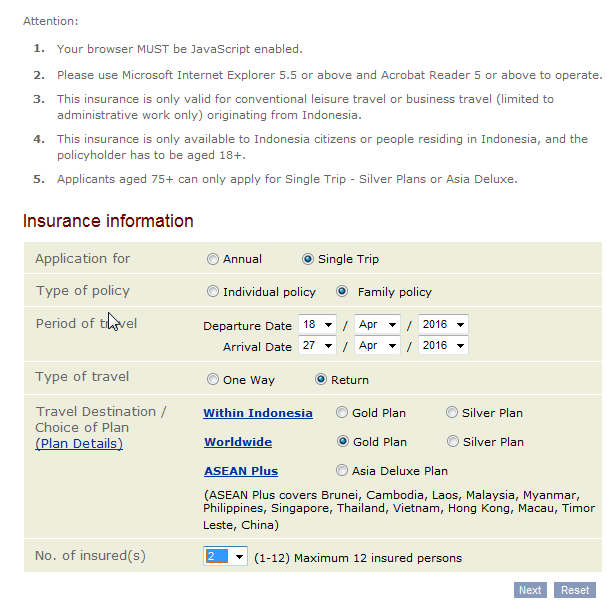 Attention:
1. Your browser MUST be JavaScript enabled.
2. Please use Microsoft Internet Explorer 5.5 or above and Acrobat Reader 5 or above to operate.
3. This insurance is only valid for conventional leisure travel or business travel (limited to
administrative work only) originating from Indonesia.
4. This insurance is only available to Indonesia citizens or people residing in Indonesia, and the
policyholder has to be aged 18+.
5. Applicants aged 75+ can only apply for Single Trip - Silver Plans or Asia Deluxe.
Insurance information
Application for Annual Single Trip
Type of policy Individual policy Family policy
Period of travel Departure Date 18 / Apr / 2016
Arrival Date 27 / Apr / 2016
Type of travel One Way Return
Travel Destination /
Choice of Plan
(Plan Details)
Within Indonesia Gold Plan Silver Plan
Worldwide Gold Plan Silver Plan
ASEAN Plus Asia Deluxe Plan
(ASEAN Plus covers Brunei, Cambodia, Laos, Malaysia, Myanmar,
Philippines, Singapore, Thailand, Vietnam, Hong Kong, Macau, Timor
Leste, China)
No. of insured(s) 2 (1-12) Maximum 12 insured persons
Next Reset